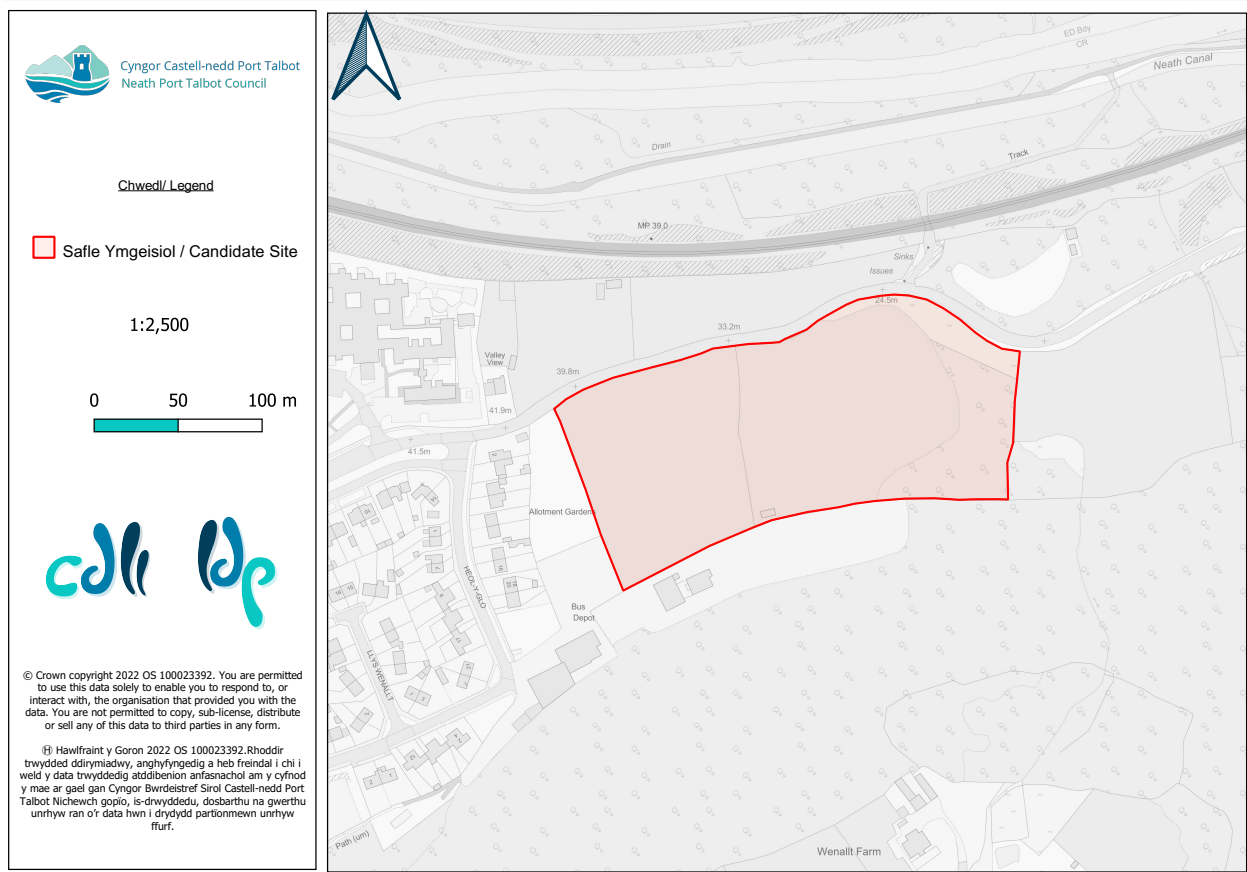 Cyngor Castell-nedd Port Talbot
Neath Port Talbot Council
Chwedl/ Legend
Safle Ymgeisiol / Candidate Site
1:2,500
0 50 100 m
cdll ldp
© Crown copyright 2022 OS 100023392. You are permitted
to use this data solely to enable you to respond to, or
interact with, the organisation that provided you with the
data. You are not permitted to copy, sub-license, distribute
or sell any of this data to third parties in any form.
Ⓗ Hawlfraint y Goron 2022 OS 100023392.Rhoddir
trwydded ddirymiadwy, anghyfyngedig a heb freindal i chi i
weld y data trwyddedig atddibenion anfasnachol am y cyfnod
y mae ar gael gan Cyngor Bwrdeistref Sirol Castell-nedd Port
Talbot Nichewch gopïo, is-drwyddedu, dosbarthu na gwerthu
unrhyw ran o'r data hwn i drydydd partïonmewn unrhyw
ffurf.
ED Bdy
CR
Neath Canal
Drain
Track
MP 39.0
Sinks
Issues
24.5m
33.2m
Valley
View
39.8m
41.9m
41.5m
Allotment Gardens
HEOL-Y-GLO
Bus
Depot
LLYS WENALLT
Path (um)
Wenallt Farm